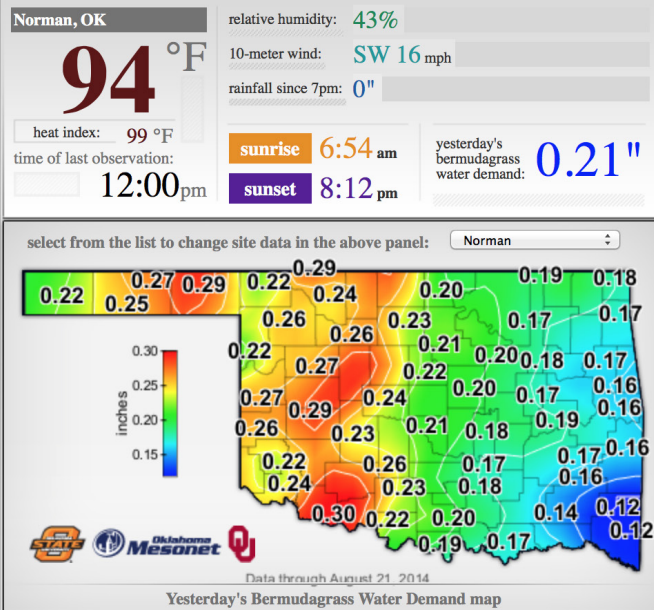 Norman, OK
94 °F
heat index: 99 °F
time of last observation:
12:00pm
relative humidity: 43%
10-meter wind: SW 16 mph
rainfall since 7pm: 0"
sunrise 6:54 am
sunset 8:12 pm
yesterday's
bermudagrass
water demand:
0.21"
select from the list to change site data in the above panel: Norman
0.29
0.27 0.29 0.22 0.19 0.18
0.22 0.25 0.24 0.20
0.26 0.23 0.17 0.17
0.26
0.22 0.21
0.27 0.22 0.20 0.18 0.17
0.20 0.17 0.16
0.27 0.29 0.24 0.16
0.26 0.23 0.21 0.18 0.19
0.22 0.26 0.17 0.17 0.16
0.24 0.23 0.18 0.16
0.30 0.22 0.20 0.14 0.12
0.19 0.17 0.12
0.30
0.25
0.20
0.15
inches
STATE
Oklahoma
Mesonet
OU
Data through August 21, 2014
Yesterday's Bermudagrass Water Demand map